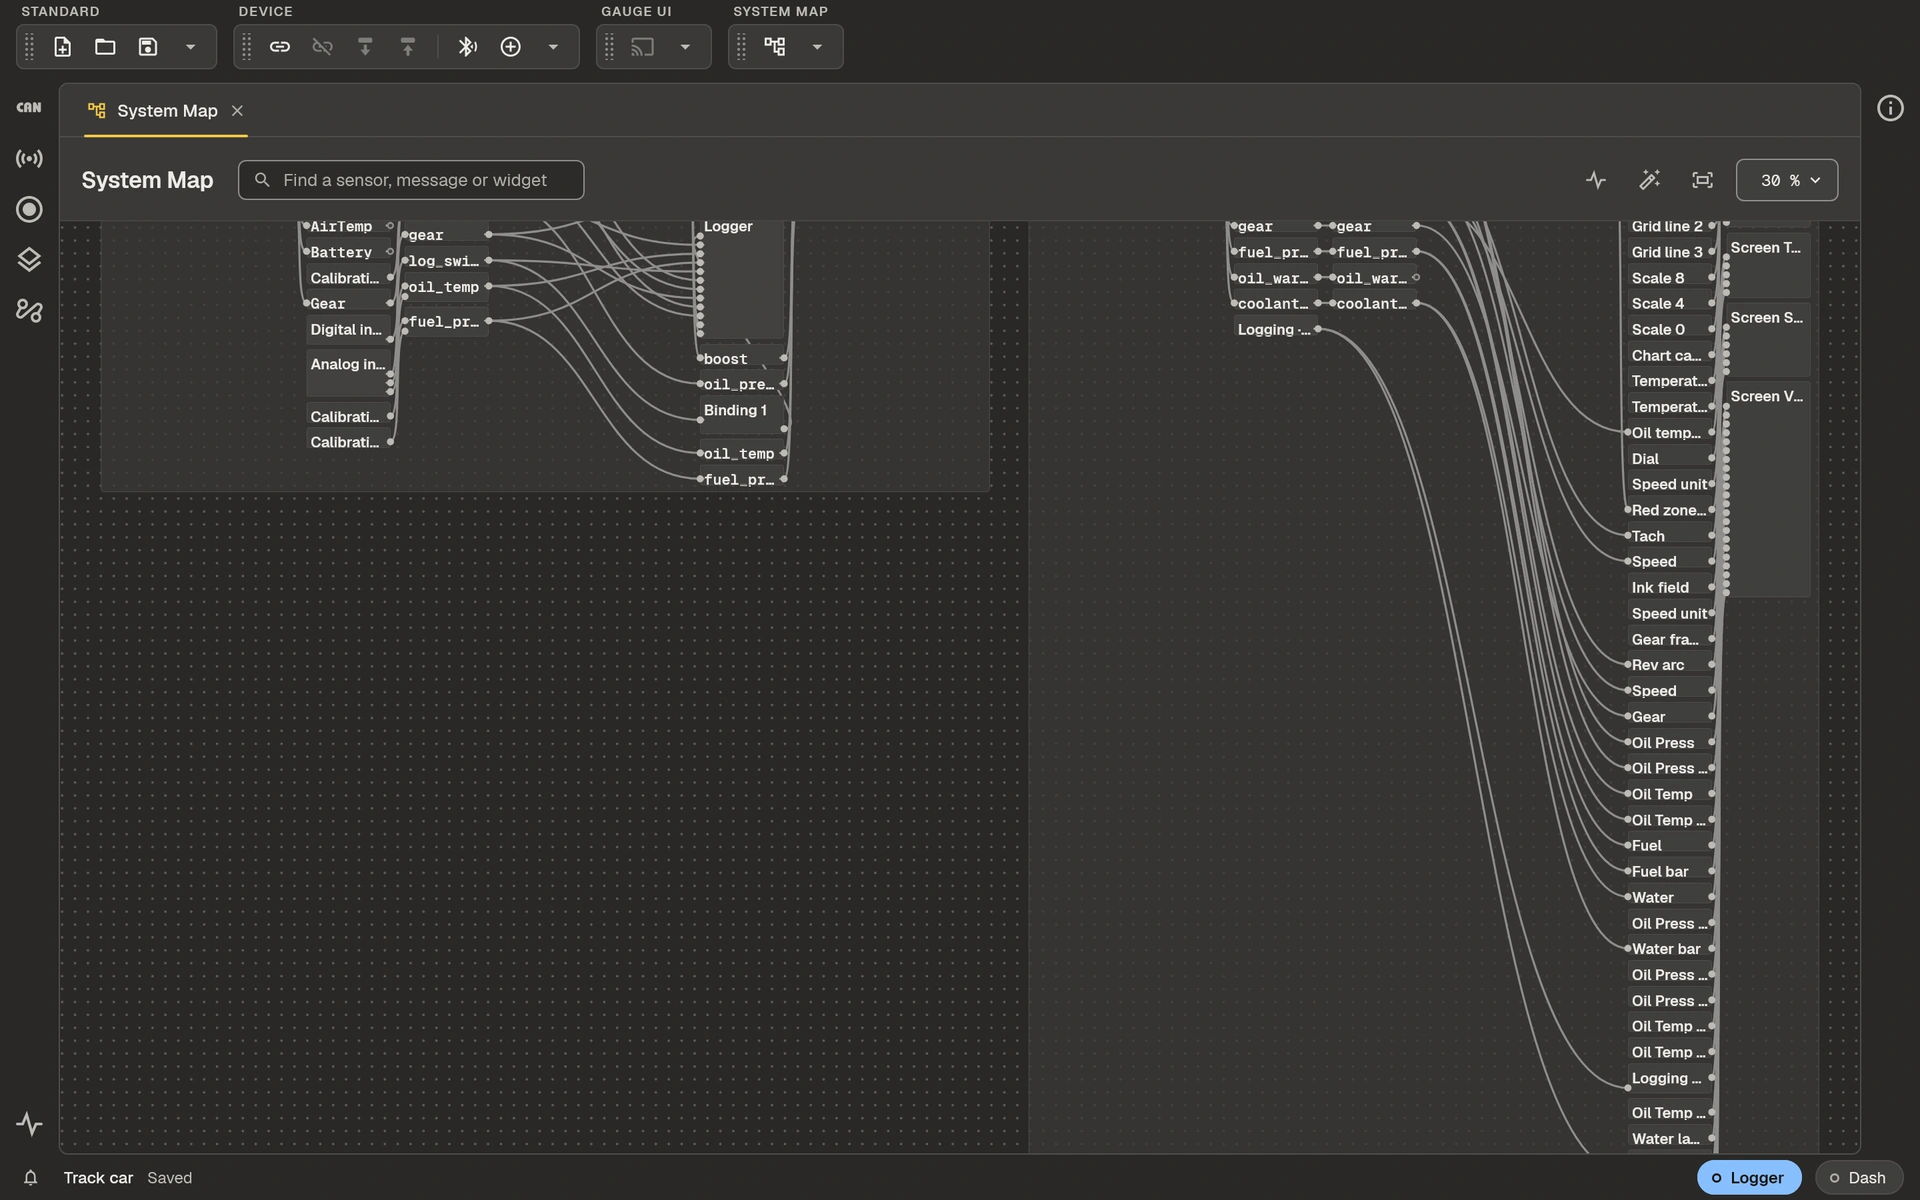 STANDARD
DEVICE
GAUGE UI
SYSTEM MAP
CAN
System Map
System Map
Find a sensor, message or widget
30 %
AirTemp
Battery
Calibrati...
Gear
Digital in...
Analog in...
Calibrati...
Calibrati...
gear
log_swi...
oil_temp
fuel_pr...
Logger
boost
oil_pre...
Binding 1
oil_temp
fuel_pr...
gear
fuel_pr...
oil_war...
coolant...
Logging -...
gear
fuel_pr...
oil_war...
coolant...
Grid line 2
Grid line 3
Scale 8
Scale 4
Scale 0
Chart ca...
Temperat...
Temperat...
Oil temp...
Dial
Speed unit
Red zone...
Tach
Speed
Ink field
Speed unit
Gear fra...
Rev arc
Speed
Gear
Oil Press
Oil Press ...
Oil Temp
Oil Temp ...
Fuel
Fuel bar
Water
Oil Press ...
Water bar
Oil Press ...
Oil Press ...
Oil Temp ...
Oil Temp ...
Logging ...
Oil Temp ...
Water la...
Screen T...
Screen S...
Screen V...
Track car
Saved
Logger
Dash